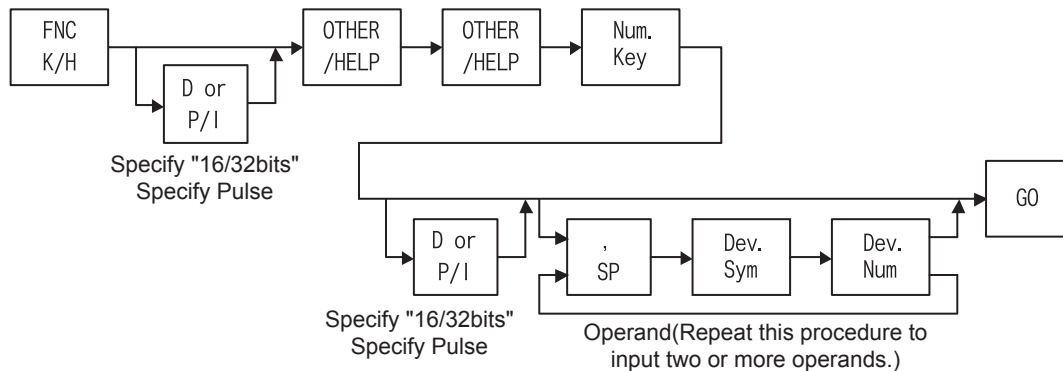 FNC
K/H
D or
P/I
Specify "16/32bits"
Specify Pulse
OTHER
/HELP
OTHER
/HELP
Num.
Key
D or
P/I
Specify "16/32bits"
Specify Pulse
,
SP
Dev.
Sym
Dev.
Num
Operand(Repeat this procedure to
input two or more operands.)
GO